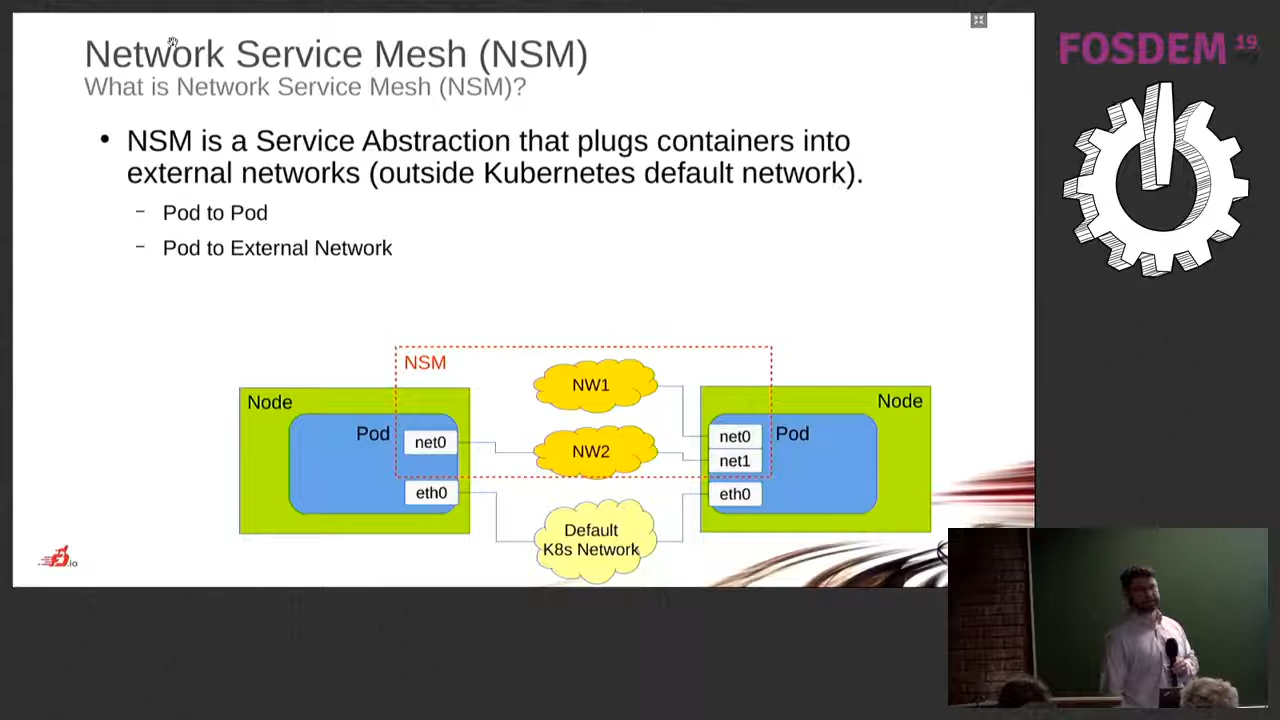 Network Service Mesh (NSM)
What is Network Service Mesh (NSM)?
• NSM is a Service Abstraction that plugs containers into
external networks (outside Kubernetes default network).
– Pod to Pod
– Pod to External Network
NSM
Node
Pod
net0
eth0
NW1
NW2
Default
K8s Network
Node
Pod
net0
net1
eth0
io
FOSDEM 19